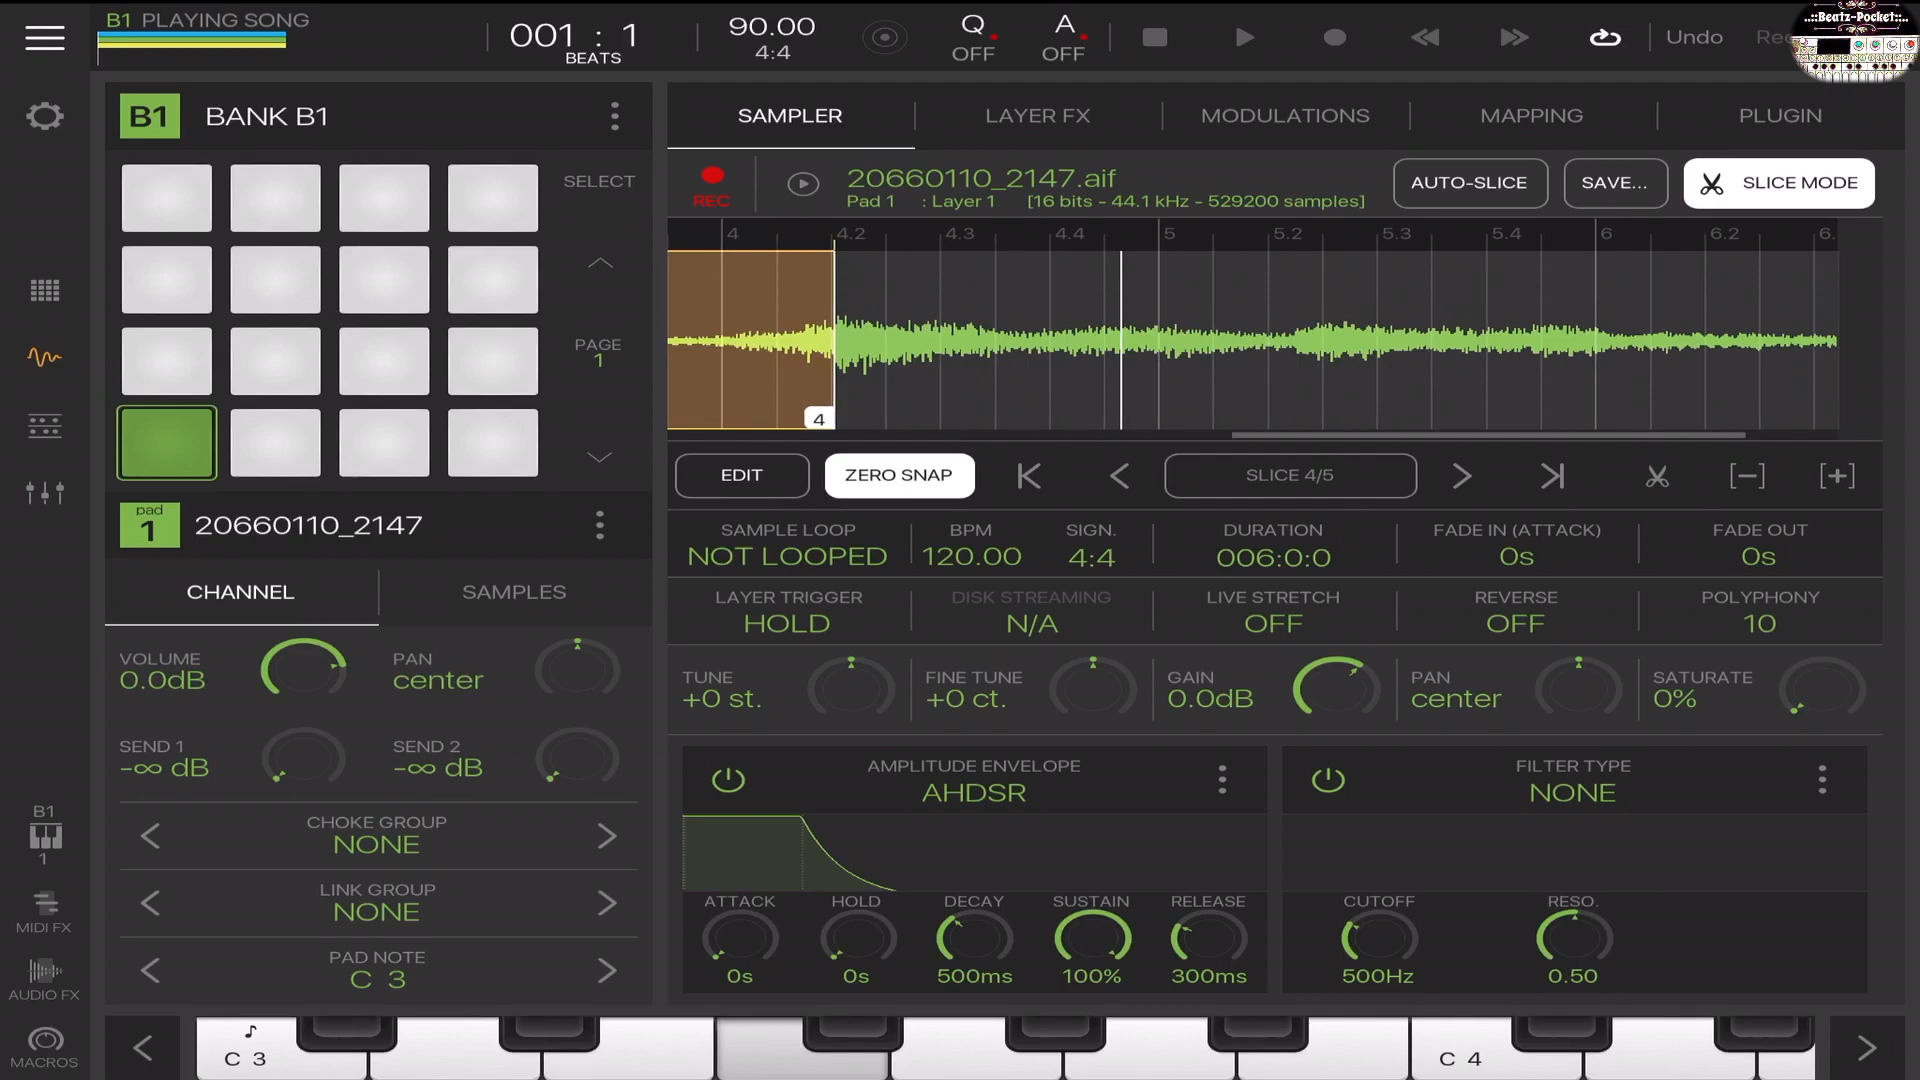 B1 PLAYING SONG
001 : 1
BEATS
90.00
4:4
Q
OFF
A
OFF
Undo
..::Beatz-Pocket::..
B1 BANK B1
SELECT
PAGE
1
pad
1
20660110_2147
CHANNEL SAMPLES
VOLUME
0.0dB
PAN
center
SEND 1
-∞ dB
SEND 2
-∞ dB
CHOKE GROUP
NONE
LINK GROUP
NONE
PAD NOTE
C 3
B1
1
MIDI FX
AUDIO FX
MACROS
SAMPLER LAYER FX MODULATIONS MAPPING PLUGIN
REC
20660110_2147.aif
Pad 1 : Layer 1 [16 bits - 44.1 kHz - 529200 samples]
AUTO-SLICE SAVE... SLICE MODE
4 4.2 4.3 4.4 5 5.2 5.3 5.4 6 6.2 6.
4
EDIT ZERO SNAP SLICE 4/5 [-] [+]
SAMPLE LOOP BPM SIGN. DURATION FADE IN (ATTACK) FADE OUT
NOT LOOPED 120.00 4:4 006:0:0 0s 0s
LAYER TRIGGER DISK STREAMING LIVE STRETCH REVERSE POLYPHONY
HOLD N/A OFF OFF 10
TUNE FINE TUNE GAIN PAN SATURATE
+0 st. +0 ct. 0.0dB center 0%
AMPLITUDE ENVELOPE
AHDSR
FILTER TYPE
NONE
ATTACK HOLD DECAY SUSTAIN RELEASE CUTOFF RESO.
0s 0s 500ms 100% 300ms 500Hz 0.50
C 3 C 4